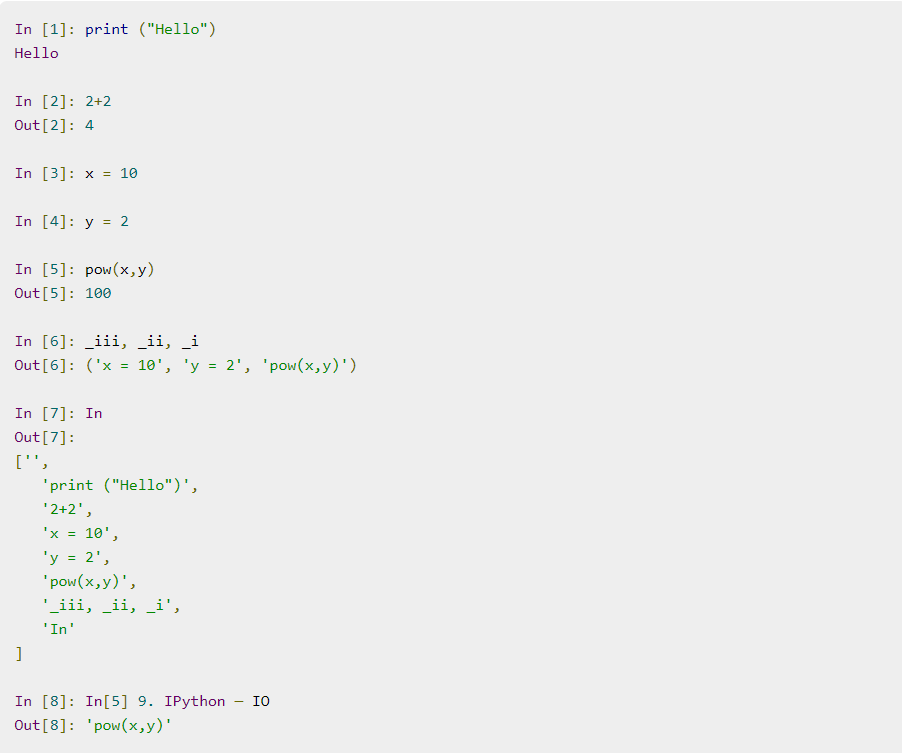 In [1]: print ("Hello")
Hello
In [2]: 2+2
Out[2]: 4
In [3]: x = 10
In [4]: y = 2
In [5]: pow(x,y)
Out[5]: 100
In [6]: _iii, _ii, _i
Out[6]: ('x = 10', 'y = 2', 'pow(x,y)')
In [7]: In
Out[7]:
['',
'print ("Hello")',
'2+2',
'x = 10',
'y = 2',
'pow(x,y)',
'_iii, _ii, _i',
'In'
]
In [8]: In[5] 9. IPython — IO
Out[8]: 'pow(x,y)'